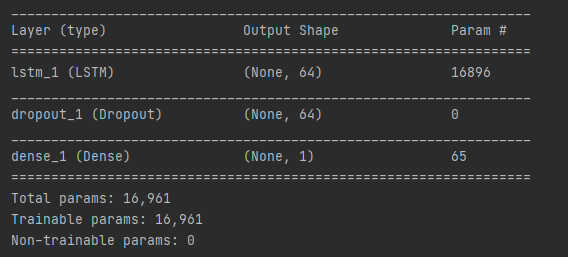 _________________________________________________________________
Layer (type)                 Output Shape              Param #
=================================================================
lstm_1 (LSTM)                (None, 64)                16896
_________________________________________________________________
dropout_1 (Dropout)          (None, 64)                0
_________________________________________________________________
dense_1 (Dense)              (None, 1)                 65
=================================================================
Total params: 16,961
Trainable params: 16,961
Non-trainable params: 0